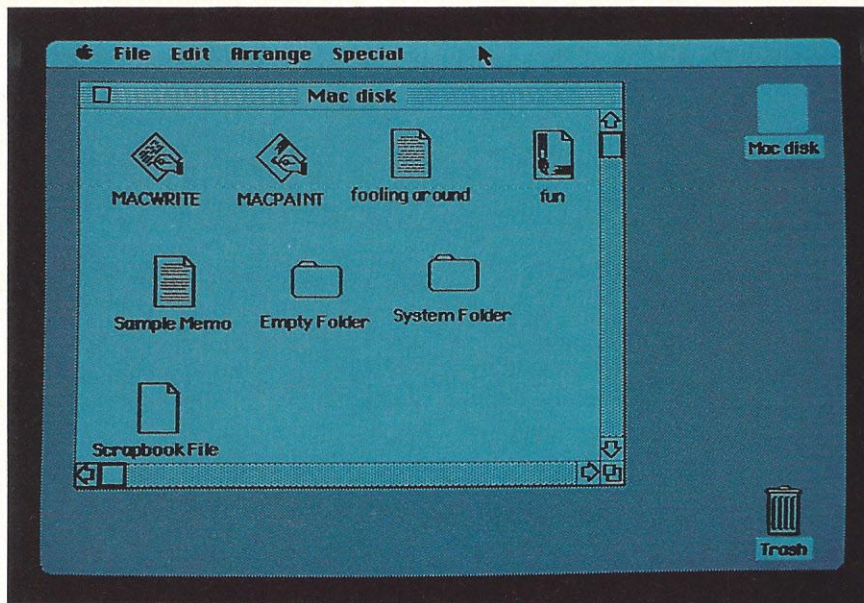 File Edit Arrange Special
Mac disk
Mac disk
MACWRITE MACPAINT fooling around fun
Sample Memo Empty Folder System Folder
Scrapbook File
Trash